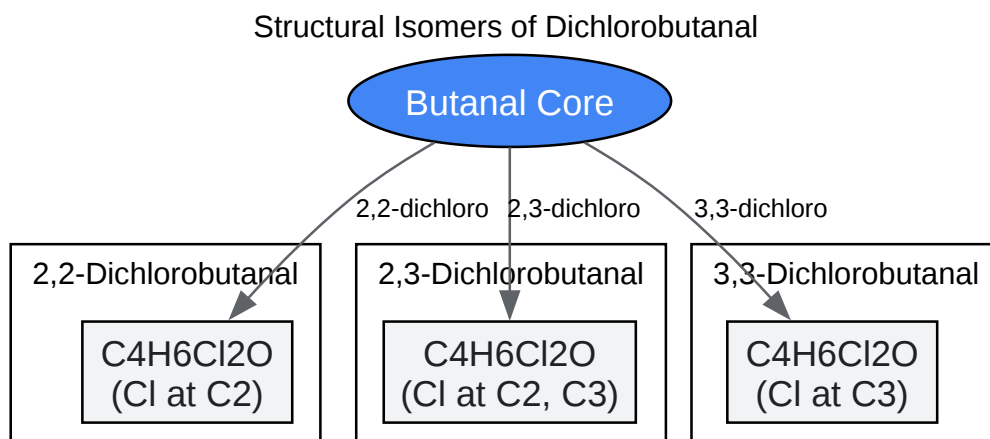 Structural Isomers of Dichlorobutanal
Butanal Core
2,2-dichloro
2,3-dichloro
3,3-dichloro
2,2-Dichlorobutanal
2,3-Dichlorobutanal
3,3-Dichlorobutanal
C4H6Cl2O
(Cl at C2)
C4H6Cl2O
(Cl at C2, C3)
C4H6Cl2O
(Cl at C3)